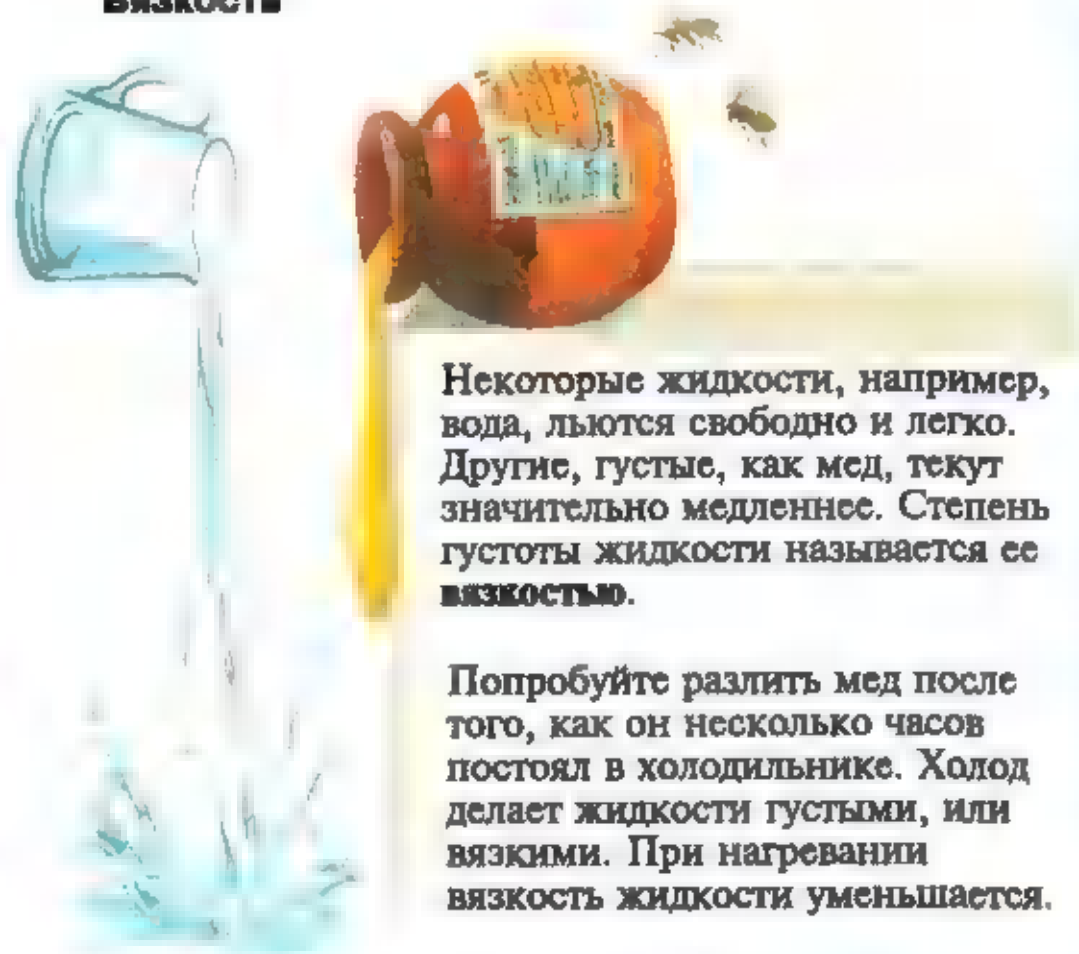 Вязкость
Некоторые жидкости, например,
вода, льются свободно и легко.
Другие, густые, как мед, текут
значительно медленнее. Степень
густоты жидкости называется ее
вязкостью.
Попробуйте разлить мед после
того, как он несколько часов
постоял в холодильнике. Холод
делает жидкости густыми, или
вязкими. При нагревании
вязкость жидкости уменьшается.